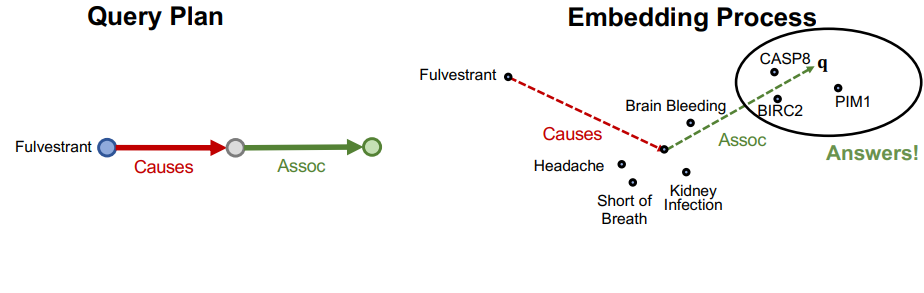 Query Plan
Fulvestrant
Causes
Assoc
Embedding Process
Fulvestrant
Causes
Brain Bleeding
Assoc
Headache
Short of
Breath
Kidney
Infection
CASP8
q
BIRC2
PIM1
Answers!